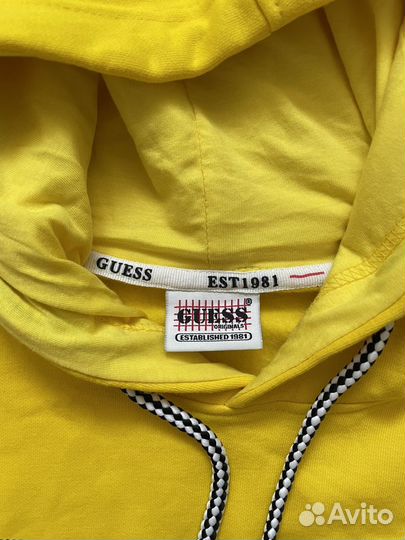 GUESS EST1981
GUESS®
ORIGINALS
ESTABLISHED 1981
Avito